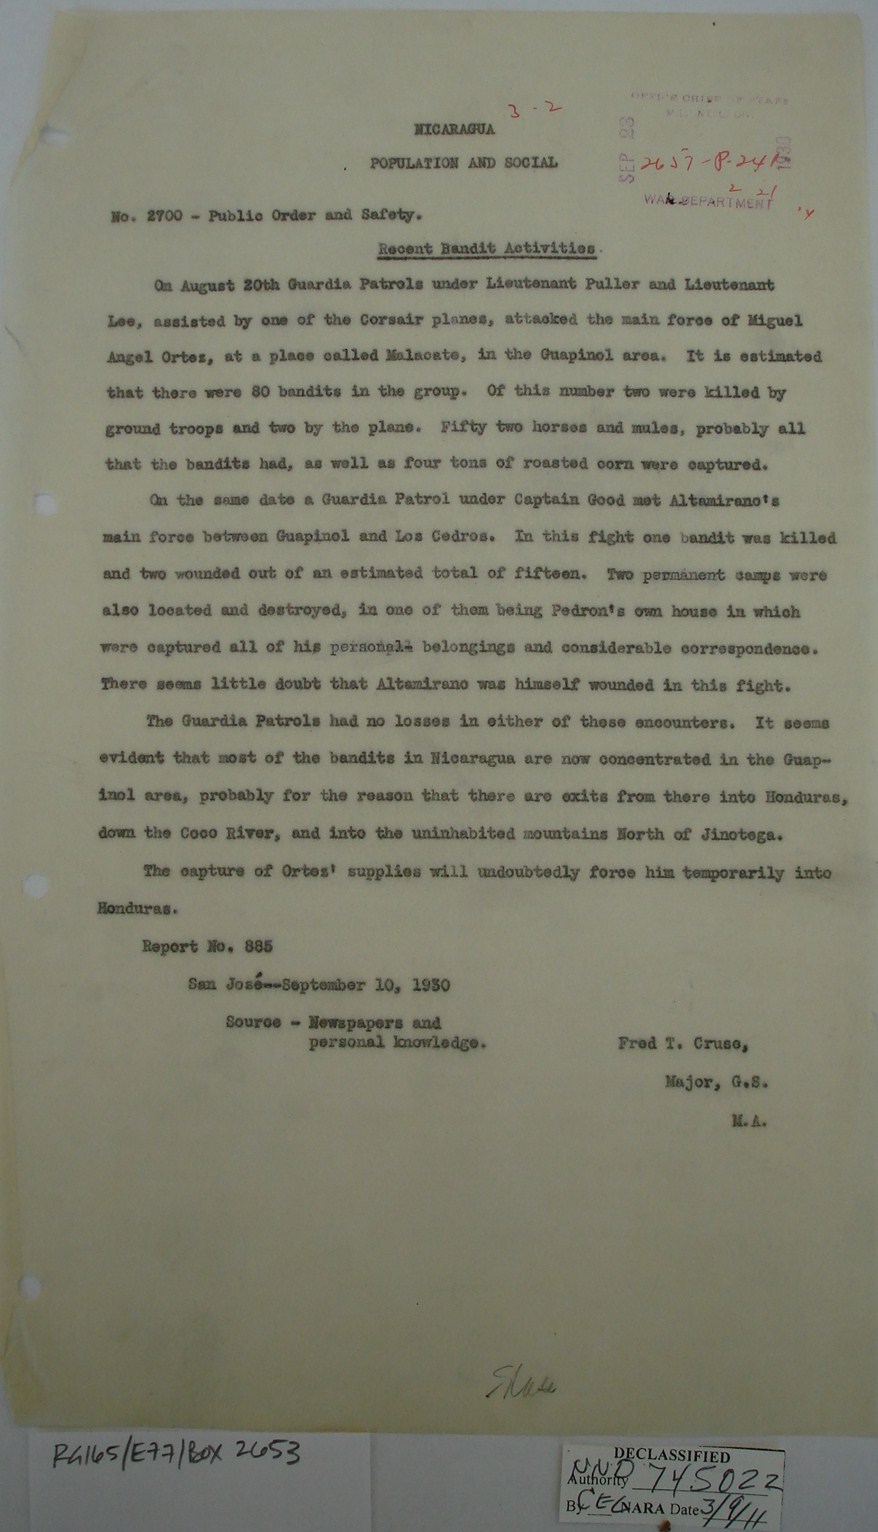 3-2
NICARAGUA
POPULATION AND SOCIAL
OFFICE CHIEF OF STAFF
SEP 23 1930
2657-P-241
2 21
WAR DEPARTMENT
No. 2700 - Public Order and Safety.
Recent Bandit Activities.
On August 20th Guardia Patrols under Lieutenant Puller and Lieutenant
Lee, assisted by one of the Corsair planes, attacked the main force of Miguel
Angel Ortez, at a place called Malacate, in the Guapinol area. It is estimated
that there were 80 bandits in the group. Of this number two were killed by
ground troops and two by the plane. Fifty two horses and mules, probably all
that the bandits had, as well as four tons of roasted corn were captured.
On the same date a Guardia Patrol under Captain Good met Altamirano's
main force between Guapinol and Los Cedros. In this fight one bandit was killed
and two wounded out of an estimated total of fifteen. Two permanent camps were
also located and destroyed, in one of them being Pedron's own house in which
were captured all of his personal belongings and considerable correspondence.
There seems little doubt that Altamirano was himself wounded in this fight.
The Guardia Patrols had no losses in either of these encounters. It seems
evident that most of the bandits in Nicaragua are now concentrated in the Guap-
inol area, probably for the reason that there are exits from there into Honduras,
down the Coco River, and into the uninhabited mountains North of Jinotega.
The capture of Ortez' supplies will undoubtedly force him temporarily into
Honduras.
Report No. 885
San José--September 10, 1930
Source - Newspapers and
personal knowledge.
Fred T. Cruse,
Major, G.S.
M.A.
RG165/E77/BOX 2653
DECLASSIFIED
Authority NND 745022
By CEG NARA Date 3/9/11